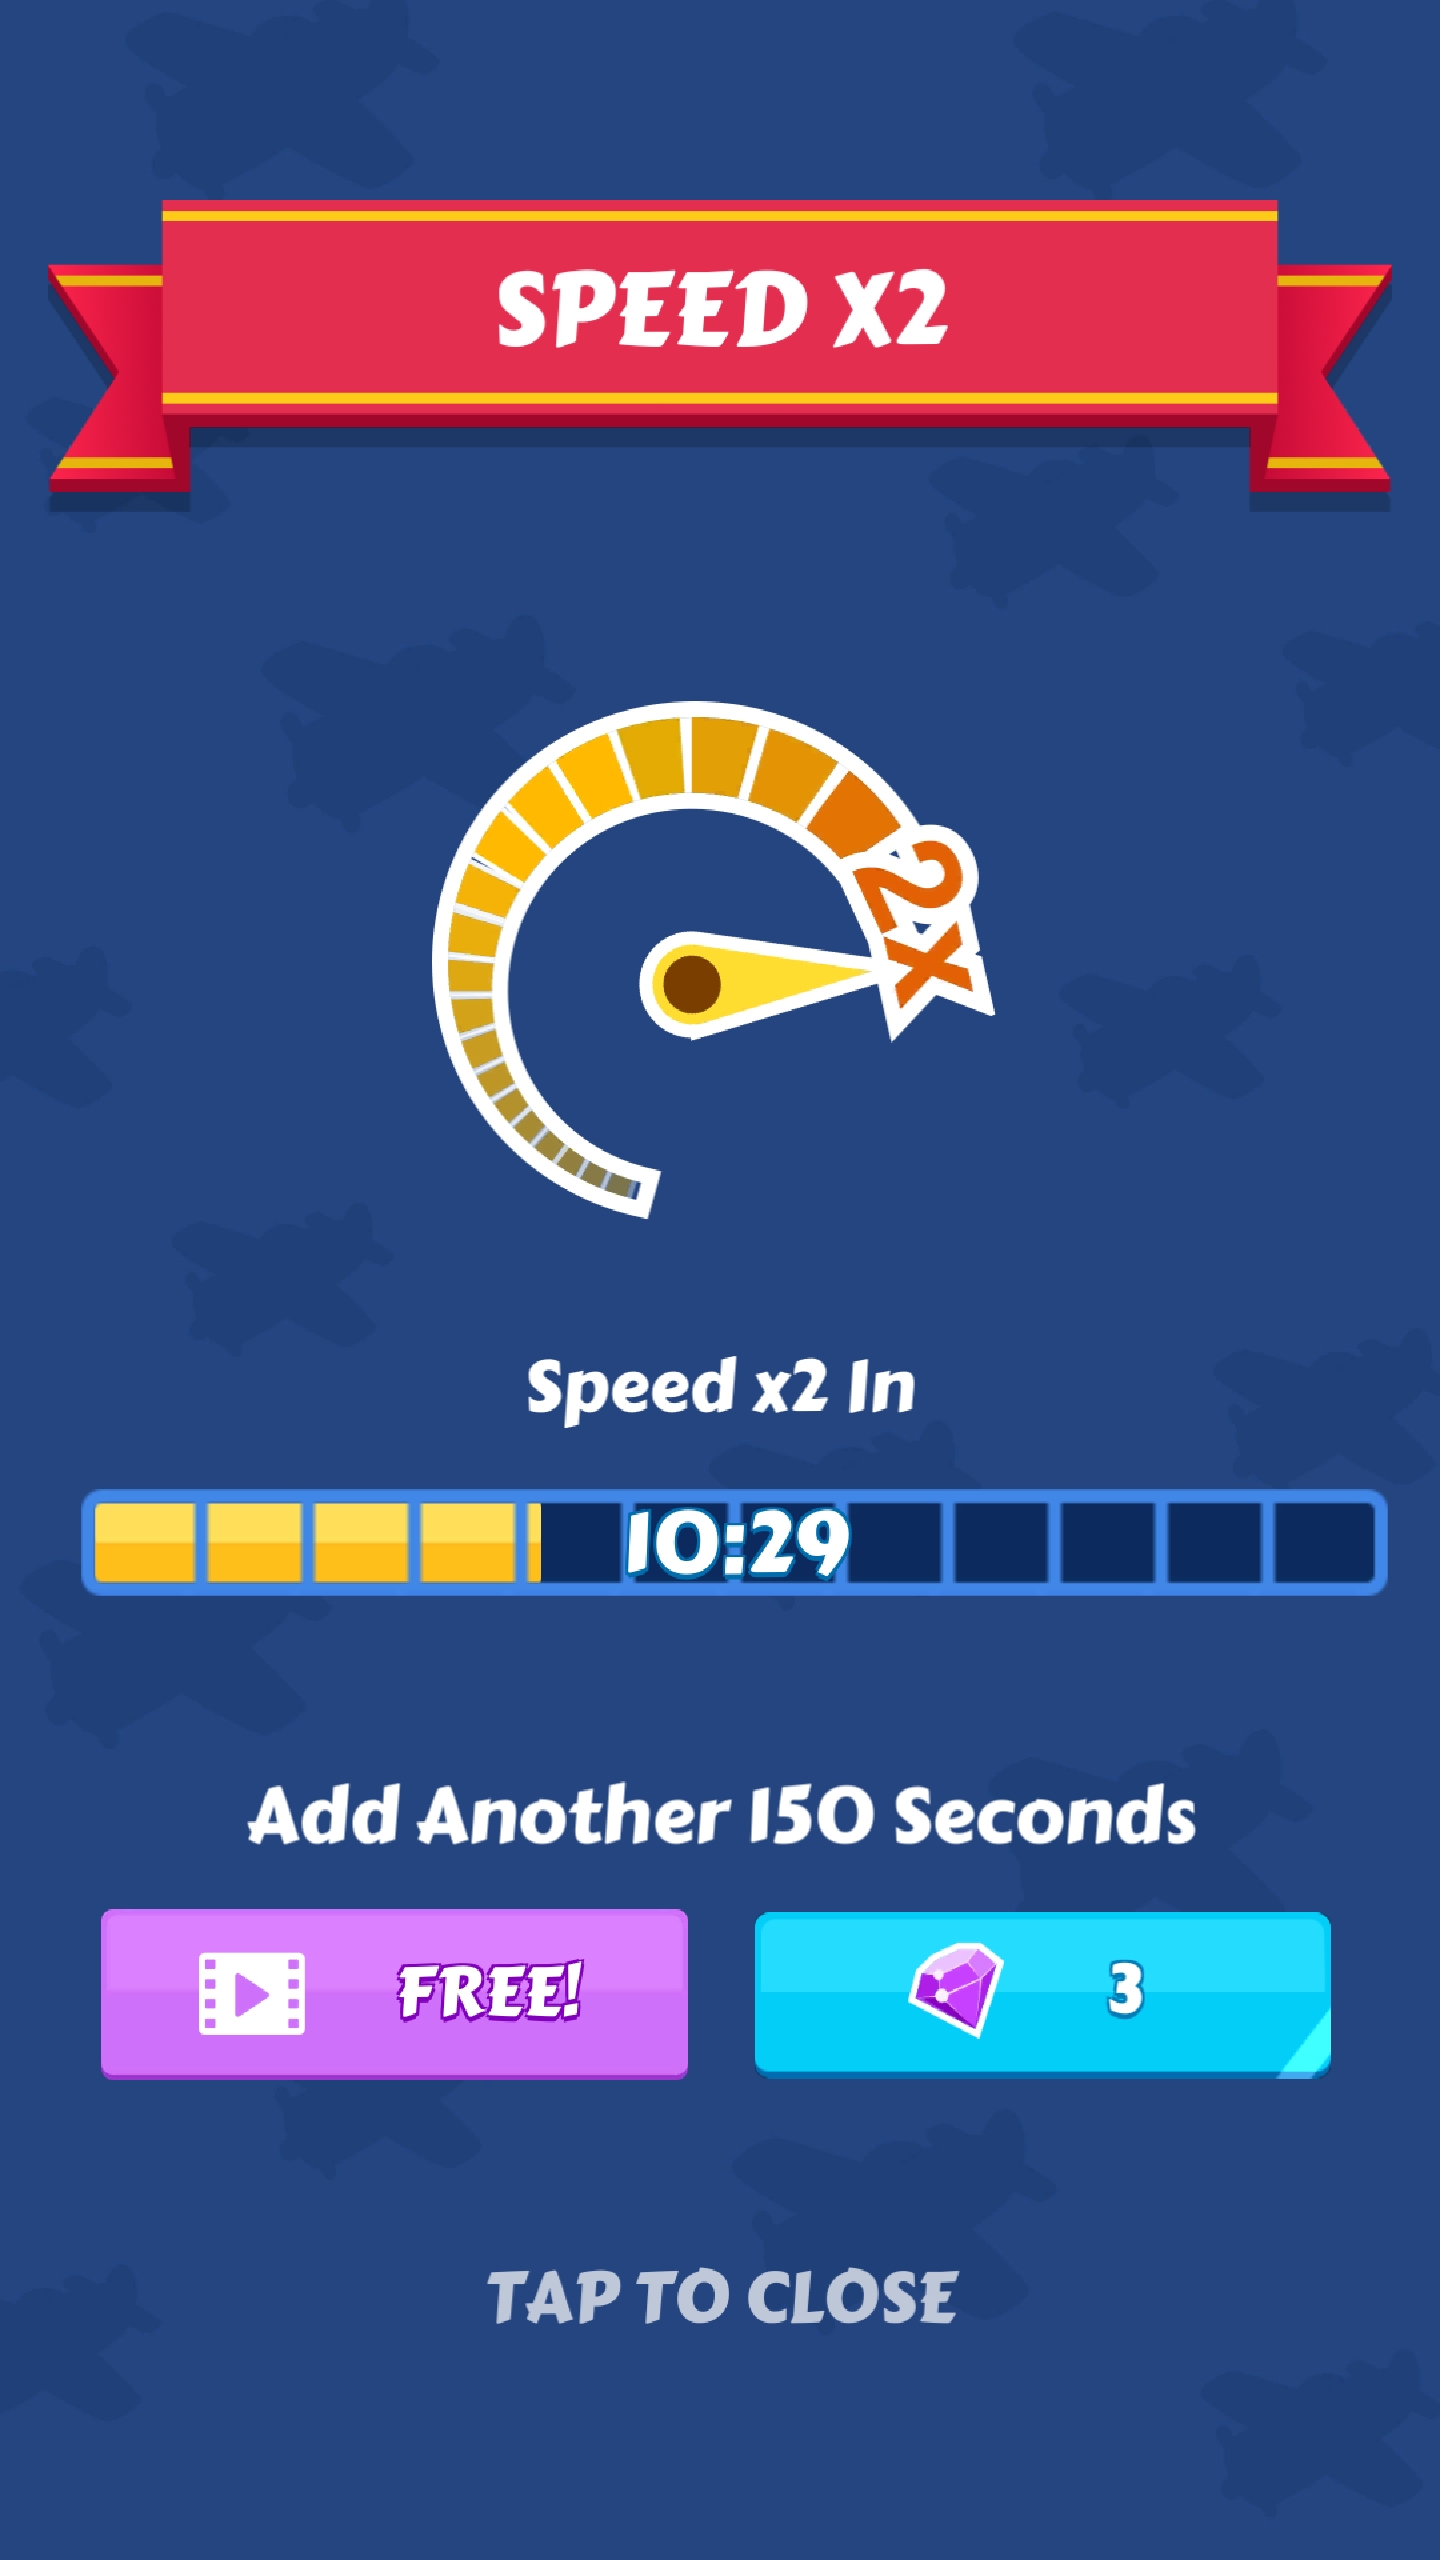 SPEED X2
2x
Speed x2 In
10:29
Add Another 150 Seconds
FREE!
3
TAP TO CLOSE